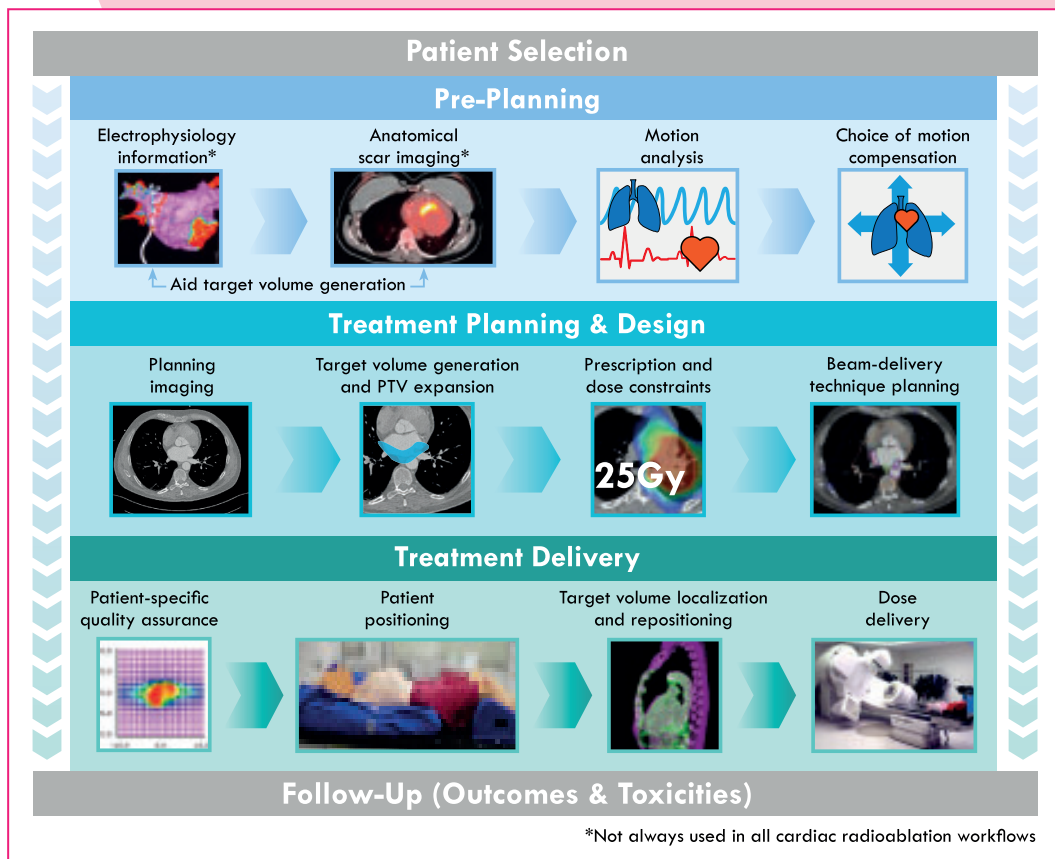 Patient Selection
Pre-Planning
Electrophysiology
information*
Anatomical
scar imaging*
Motion
analysis
Choice of motion
compensation
Aid target volume generation
Treatment Planning & Design
Planning
imaging
Target volume generation
and PTV expansion
Prescription and
dose constraints
Beam-delivery
technique planning
25Gy
Treatment Delivery
Patient-specific
quality assurance
Patient
positioning
Target volume localization
and repositioning
Dose
delivery
Follow-Up (Outcomes & Toxicities)
*Not always used in all cardiac radioablation workflows